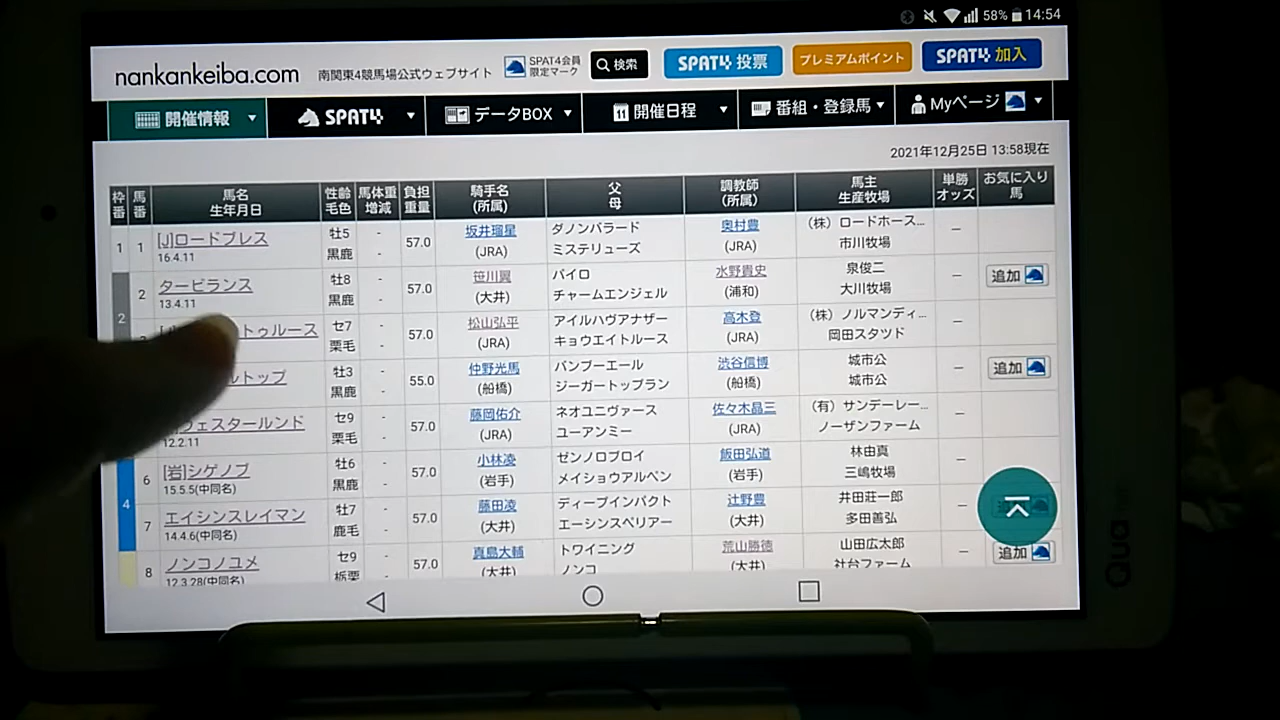 58% 14:54
nankankeiba.com 南関東4競馬場公式ウェブサイト SPAT4会員 限定マーク 検索 SPAT4 投票 プレミアムポイント SPAT4 加入
開催情報 SPAT4 データBOX 11 開催日程 番組・登録馬 Myページ
2021年12月25日 13:58現在
枠番 馬番 馬名 生年月日 性齢 毛色 馬体重 増減 負担 重量 騎手名 (所属) 父 母 調教師 (所属) 馬主 生産牧場 単勝 オッズ お気に入り 馬
1 1 [J]ロードブレス 牡5 - 57.0 坂井瑠星 ダノンバラード 奥村豊 (株)ロードホース… －
16.4.11 黒鹿 - (JRA) ミステリューズ (JRA) 市川牧場
2 2 タービランス 牡8 - 57.0 笹川翼 パイロ 水野貴史 泉俊二 － 追加
13.4.11 黒鹿 - (大井) チャームエンジェル (浦和) 大川牧場
トゥルース セ7 - 57.0 松山弘平 アイルハヴアナザー 高木登 (株)ノルマンディ… －
栗毛 - (JRA) キョウエイトルース (JRA) 岡田スタツド
ルトップ 牡3 - 55.0 仲野光馬 バンブーエール 渋谷信博 城市公 － 追加
黒鹿 - (船橋) ジーガートップラン (船橋) 城市公
ウェスタールンド セ9 - 57.0 藤岡佑介 ネオユニヴァース 佐々木晶三 (有)サンデーレー… －
12.2.11 栗毛 - (JRA) ユーアンミー (JRA) ノーザンファーム
4 6 [岩]シゲノブ 牡6 - 57.0 小林凌 ゼンノロブロイ 飯田弘道 林由真 －
15.5.5(中同名) 黒鹿 - (岩手) メイショウアルペン (岩手) 三嶋牧場
7 エイシンスレイマン 牡7 - 57.0 藤田凌 ディープインパクト 辻野豊 井田荘一郎 －
14.4.6(中同名) 鹿毛 - (大井) エーシンスペリアー (大井) 多田善弘
8 ノンコノユメ セ9 - 57.0 真島大輔 トワイニング 荒山勝徳 山田広太郎 － 追加
12.3.28(中同名) 栃栗 - (大井) ノンコ (大井) 社台ファーム
Qua tab